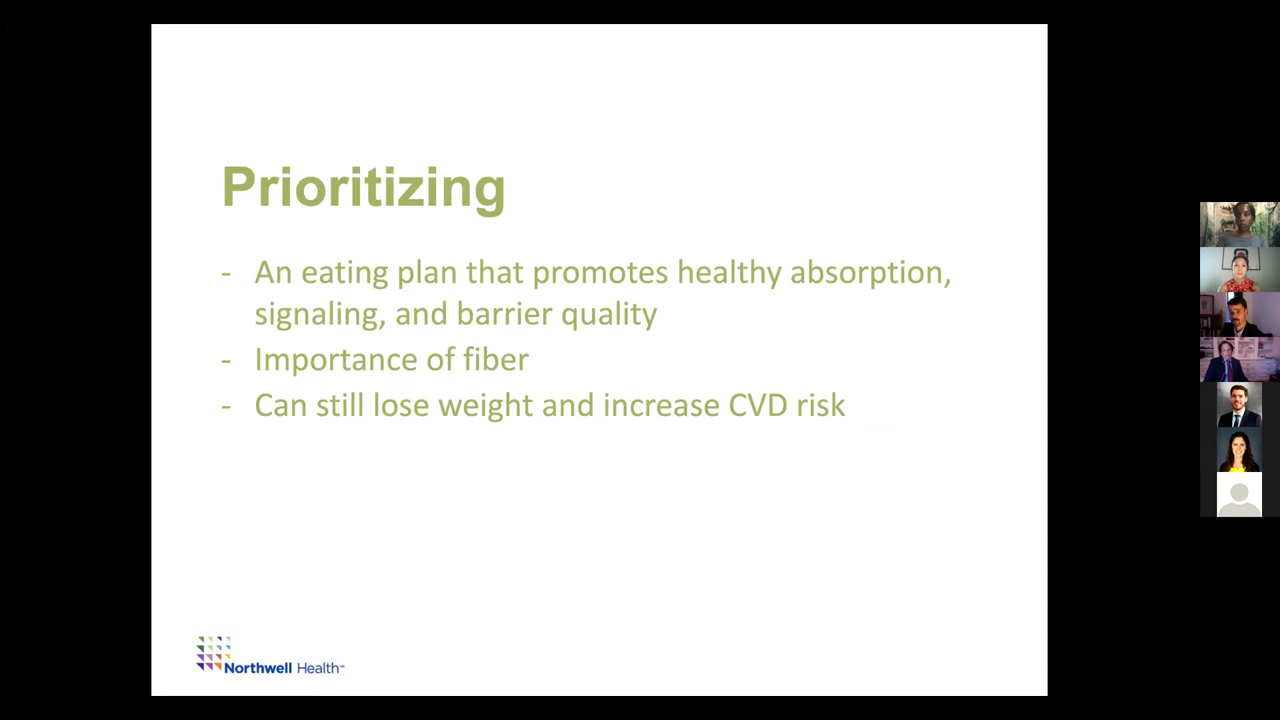 Prioritizing
- An eating plan that promotes healthy absorption,
signaling, and barrier quality
- Importance of fiber
- Can still lose weight and increase CVD risk
Northwell Health